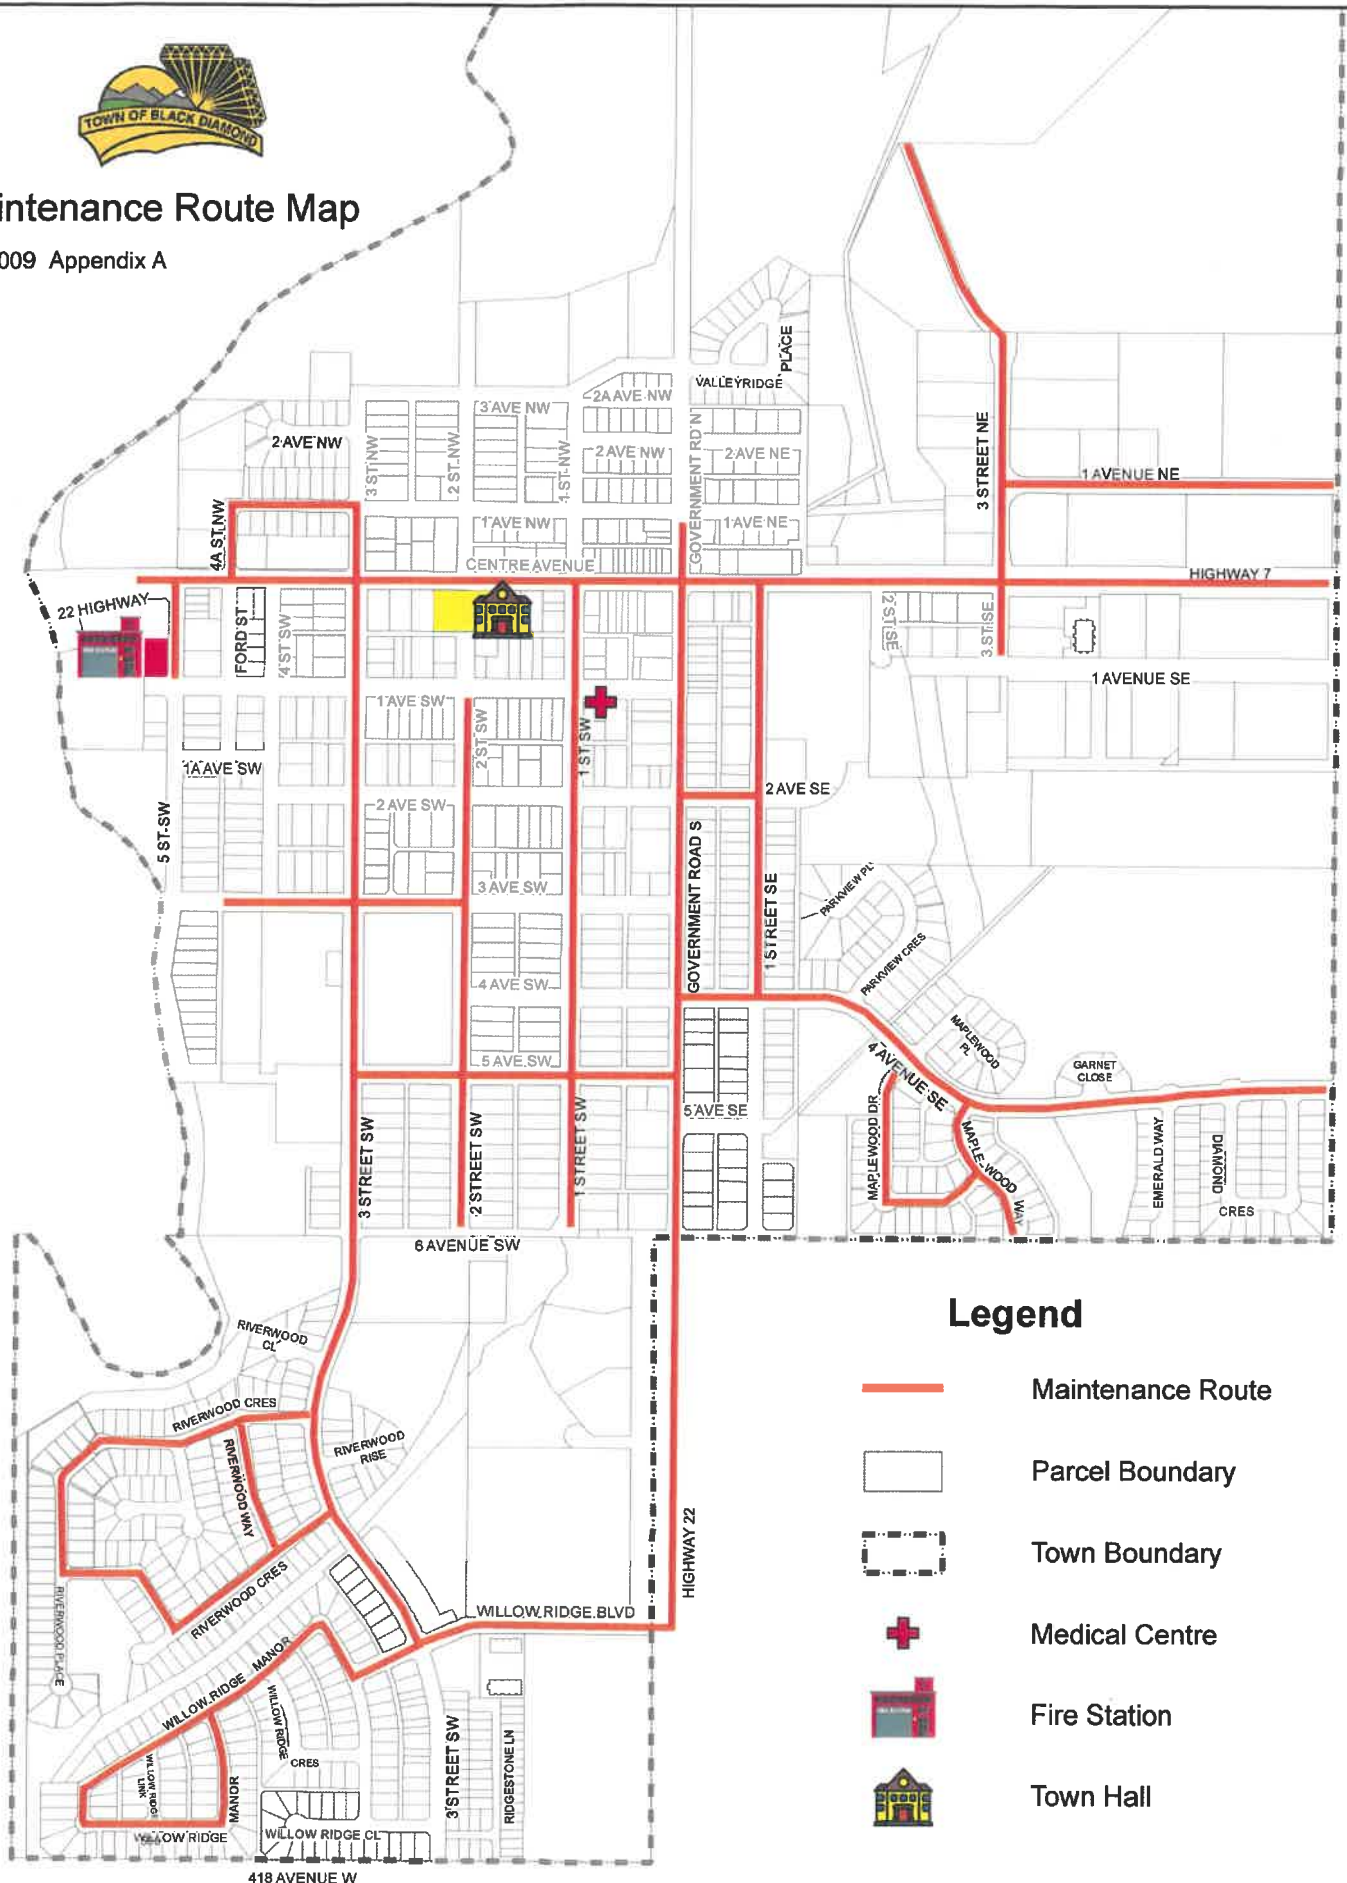 TOWN OF BLACK DIAMOND
intenance Route Map
009 Appendix A
PLACE
VALLEYRIDGE
2A AVE NW
3 AVE NW
2 AVE NW
3 ST NW
2 ST NW
1 ST NW
2 AVE NW
GOVERNMENT RD N
2 AVE NE
3 STREET NE
1 AVENUE NE
4A ST NW
1 AVE NW
1 AVE NE
CENTRE AVENUE
HIGHWAY 7
22 HIGHWAY
FORD ST
4 ST SW
2 ST SE
3 ST SE
1 AVENUE SE
1 AVE SW
2 ST SW
1 ST SW
1A AVE SW
2 AVE SE
2 AVE SW
5 ST SW
GOVERNMENT ROAD S
1 STREET SE
3 AVE SW
PARKVIEW PL
PARKVIEW CRES
4 AVE SW
MAPLEWOOD
PL
4 AVENUE SE
5 AVE SW
GARNET
CLOSE
5 AVE SE
MAPLEWOOD DR
MAPLE-WOOD WAY
EMERALD WAY
DIAMOND
CRES
3 STREET SW
2 STREET SW
1 STREET SW
6 AVENUE SW
RIVERWOOD
CL
RIVERWOOD CRES
RIVERWOOD
RISE
RIVERWOOD WAY
RIVERWOOD CRES
RIVERWOOD PLACE
HIGHWAY 22
WILLOW RIDGE BLVD
WILLOW RIDGE MANOR
WILLOW RIDGE
CRES
WILLOW RIDGE
LINK
MANOR
3 STREET SW
RIDGESTONE LN
OW RIDGE
WILLOW RIDGE CL
418 AVENUE W
Legend
Maintenance Route
Parcel Boundary
Town Boundary
Medical Centre
Fire Station
Town Hall